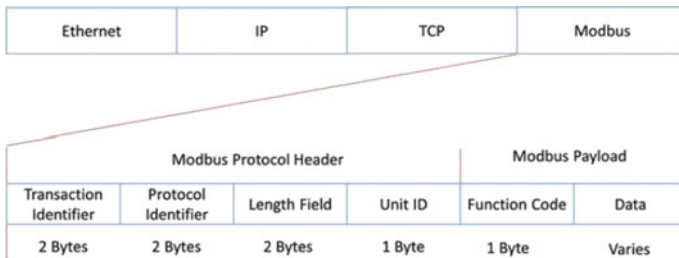 Ethernet IP TCP Modbus
Modbus Protocol Header Modbus Payload
Transaction Identifier Protocol Identifier Length Field Unit ID Function Code Data
2 Bytes 2 Bytes 2 Bytes 1 Byte 1 Byte Varies